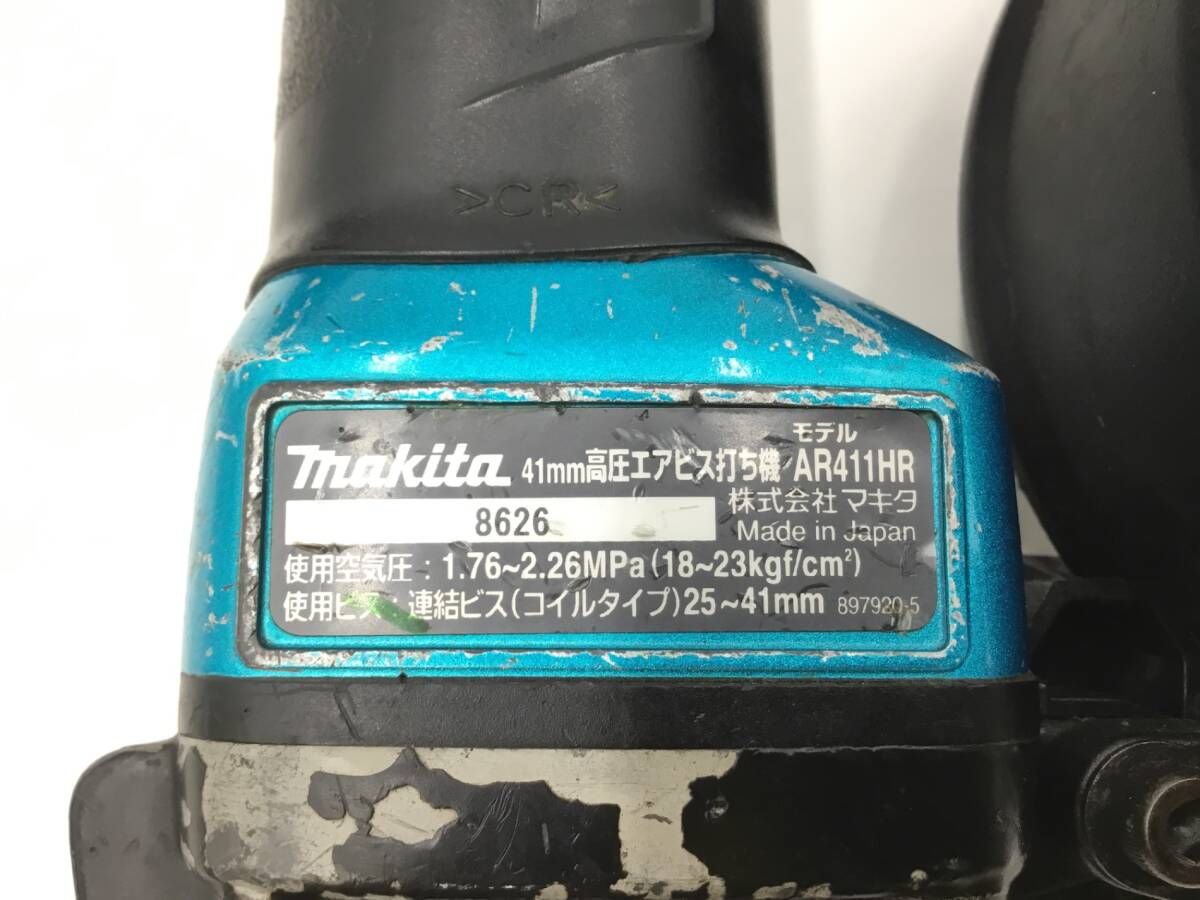 >CR<
モデル
makita 41mm高圧エアビス打ち機 AR411HR
株式会社 マキタ
8626
Made in Japan
使用空気圧：1.76~2.26MPa(18~23kgf/cm²)
使用ビス：連結ビス(コイルタイプ)25~41mm 897920-5